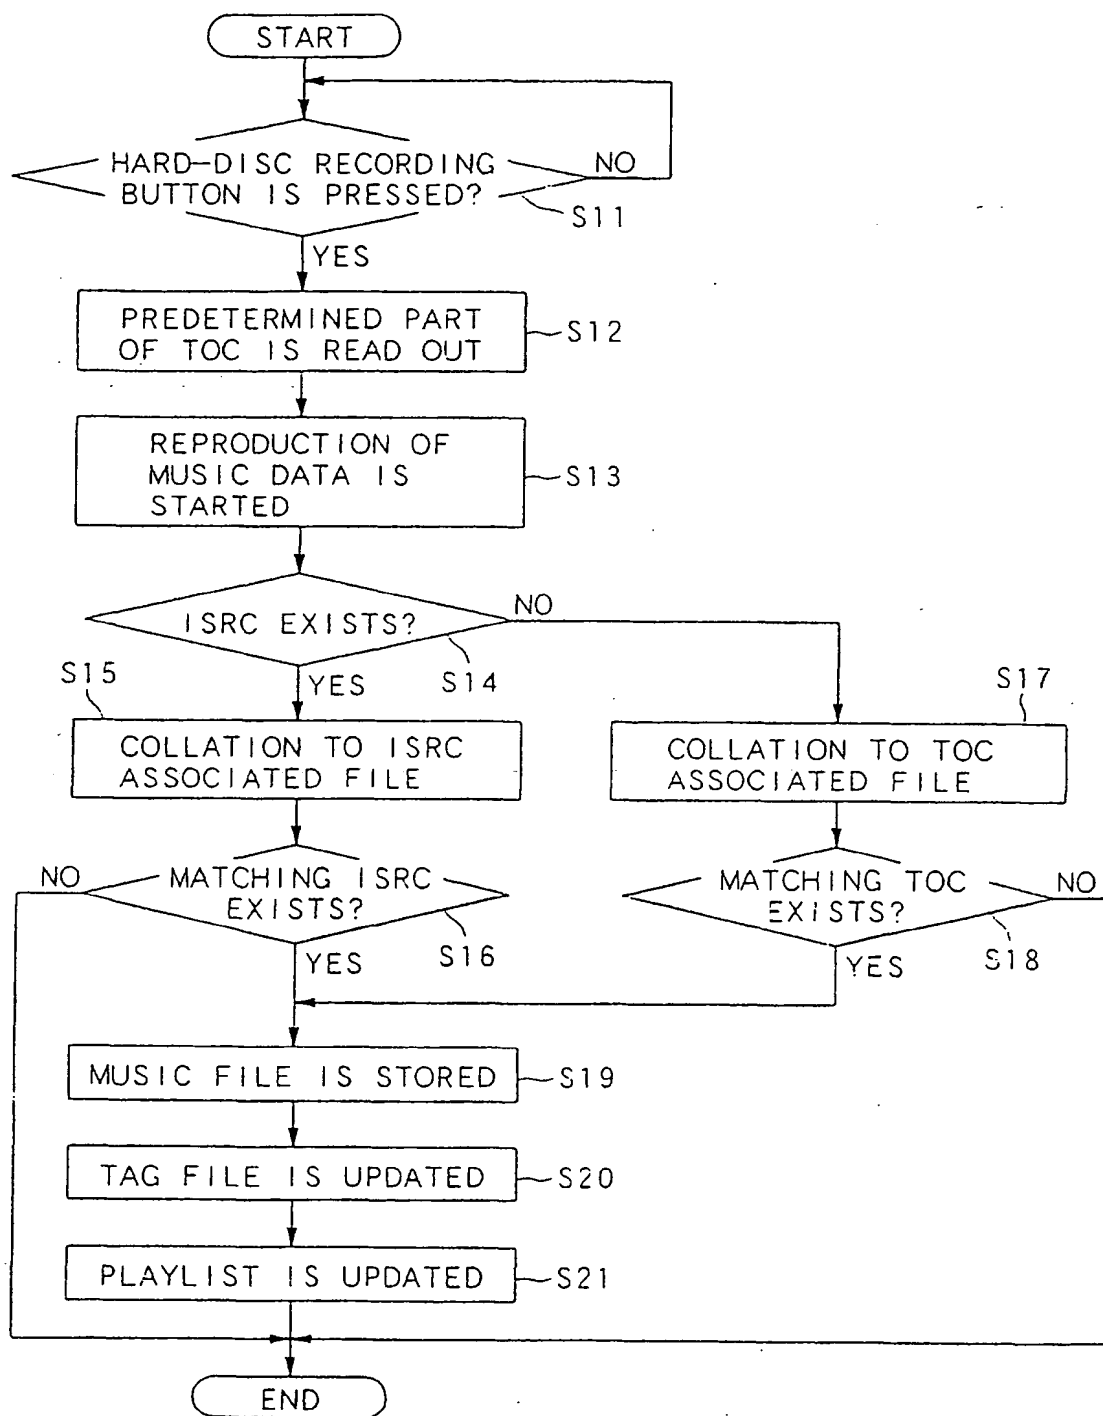 START
HARD-DISC RECORDING
BUTTON IS PRESSED?
NO
S11
YES
PREDETERMINED PART
OF TOC IS READ OUT
S12
REPRODUCTION OF
MUSIC DATA IS
STARTED
S13
ISRC EXISTS?
NO
S14
YES
S15
COLLATION TO ISRC
ASSOCIATED FILE
S17
COLLATION TO TOC
ASSOCIATED FILE
NO
MATCHING ISRC
EXISTS?
S16
YES
MATCHING TOC
EXISTS?
NO
S18
YES
MUSIC FILE IS STORED
S19
TAG FILE IS UPDATED
S20
PLAYLIST IS UPDATED
S21
END